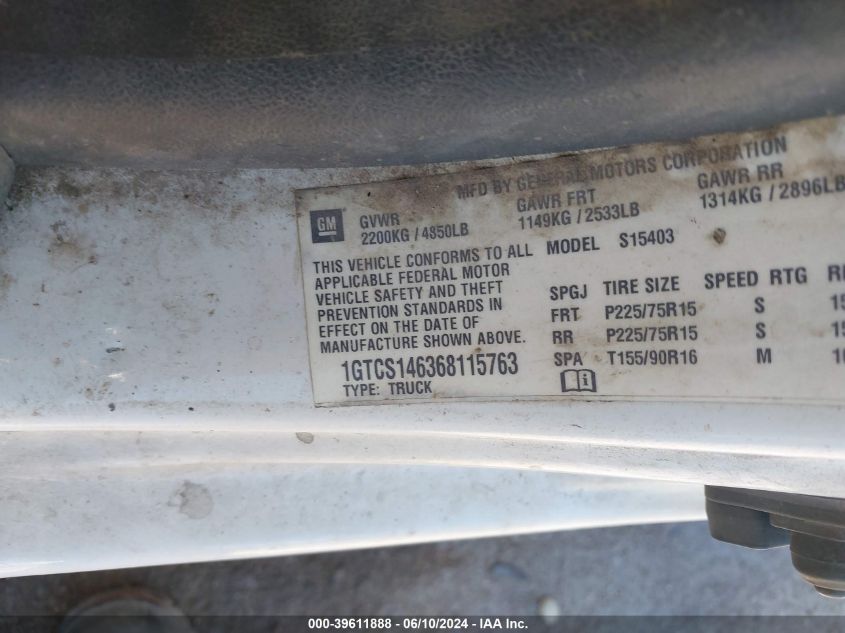 MFD BY GENERAL MOTORS CORPORATION
GM
GVWR GAWR FRT GAWR RR
2200KG / 4850LB 1149KG / 2533LB 1314KG / 2896LB
THIS VEHICLE CONFORMS TO ALL
APPLICABLE FEDERAL MOTOR
VEHICLE SAFETY AND THEFT
PREVENTION STANDARDS IN
EFFECT ON THE DATE OF
MANUFACTURE SHOWN ABOVE.
1GTCS146368115763
TYPE: TRUCK
MODEL S15403
SPGJ TIRE SIZE SPEED RTG
FRT P225/75R15 S
RR P225/75R15 S
SPA T155/90R16 M
000-39611888 - 06/10/2024 - IAA Inc.